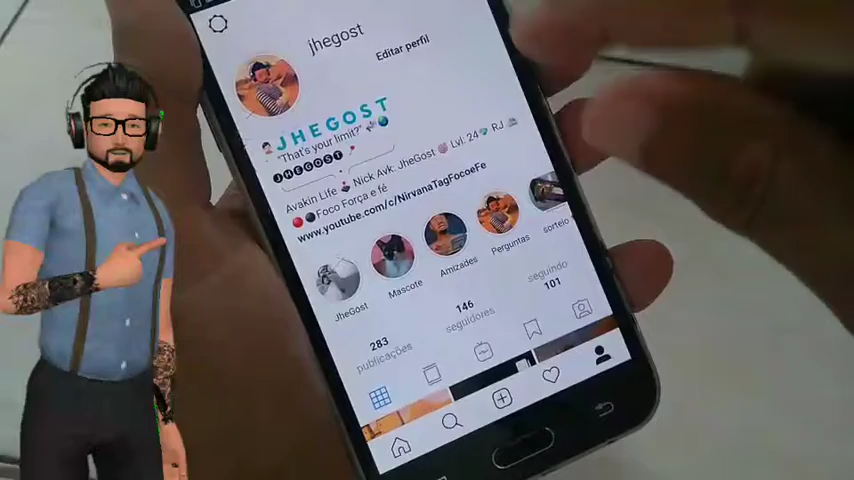 jhegost
Editar perfil
JHEGOST
"That's your limit?"
JHEGOST
Avakin Life Nick Avk: JheGost Lvl. 24 RJ
Foco Força e fé
www.youtube.com/c/NirvanaTagFocoeFe
JheGost
Mascote
Amizades
Perguntas
sorteio
283
publicações
146
seguidores
seguindo
101